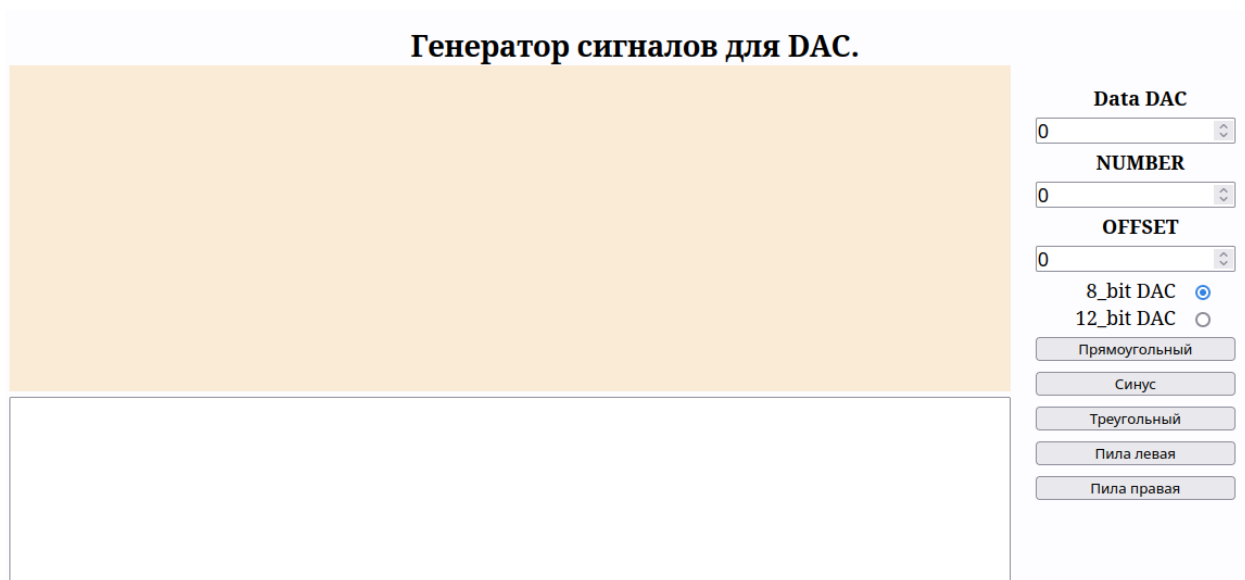 Генератор сигналов для DAC.
Data DAC
0
NUMBER
0
OFFSET
0
8_bit DAC
12_bit DAC
Прямоугольный
Синус
Треугольный
Пила левая
Пила правая